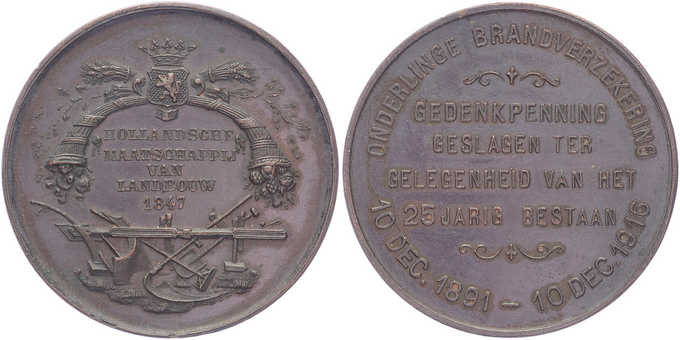 HOLLANDSCHE
MAATSCHAPPIJ
VAN
LANDBOUW
1847
ONDERLINGE BRANDVERZEKERING
GEDENKPENNING
GESLAGEN TER
GELEGENHEID VAN HET
25 JARIG BESTAAN
10 DEC. 1891 – 10 DEC. 1916